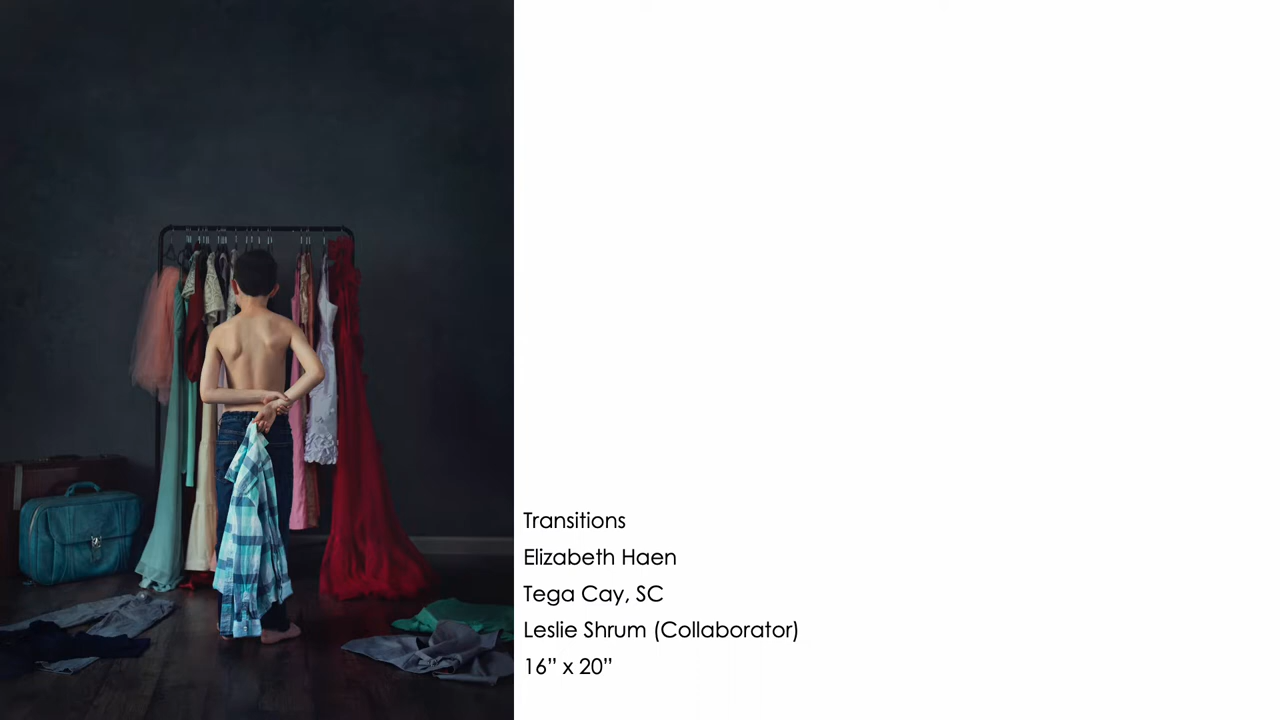 Transitions
Elizabeth Haen
Tega Cay, SC
Leslie Shrum (Collaborator)
16” x 20”